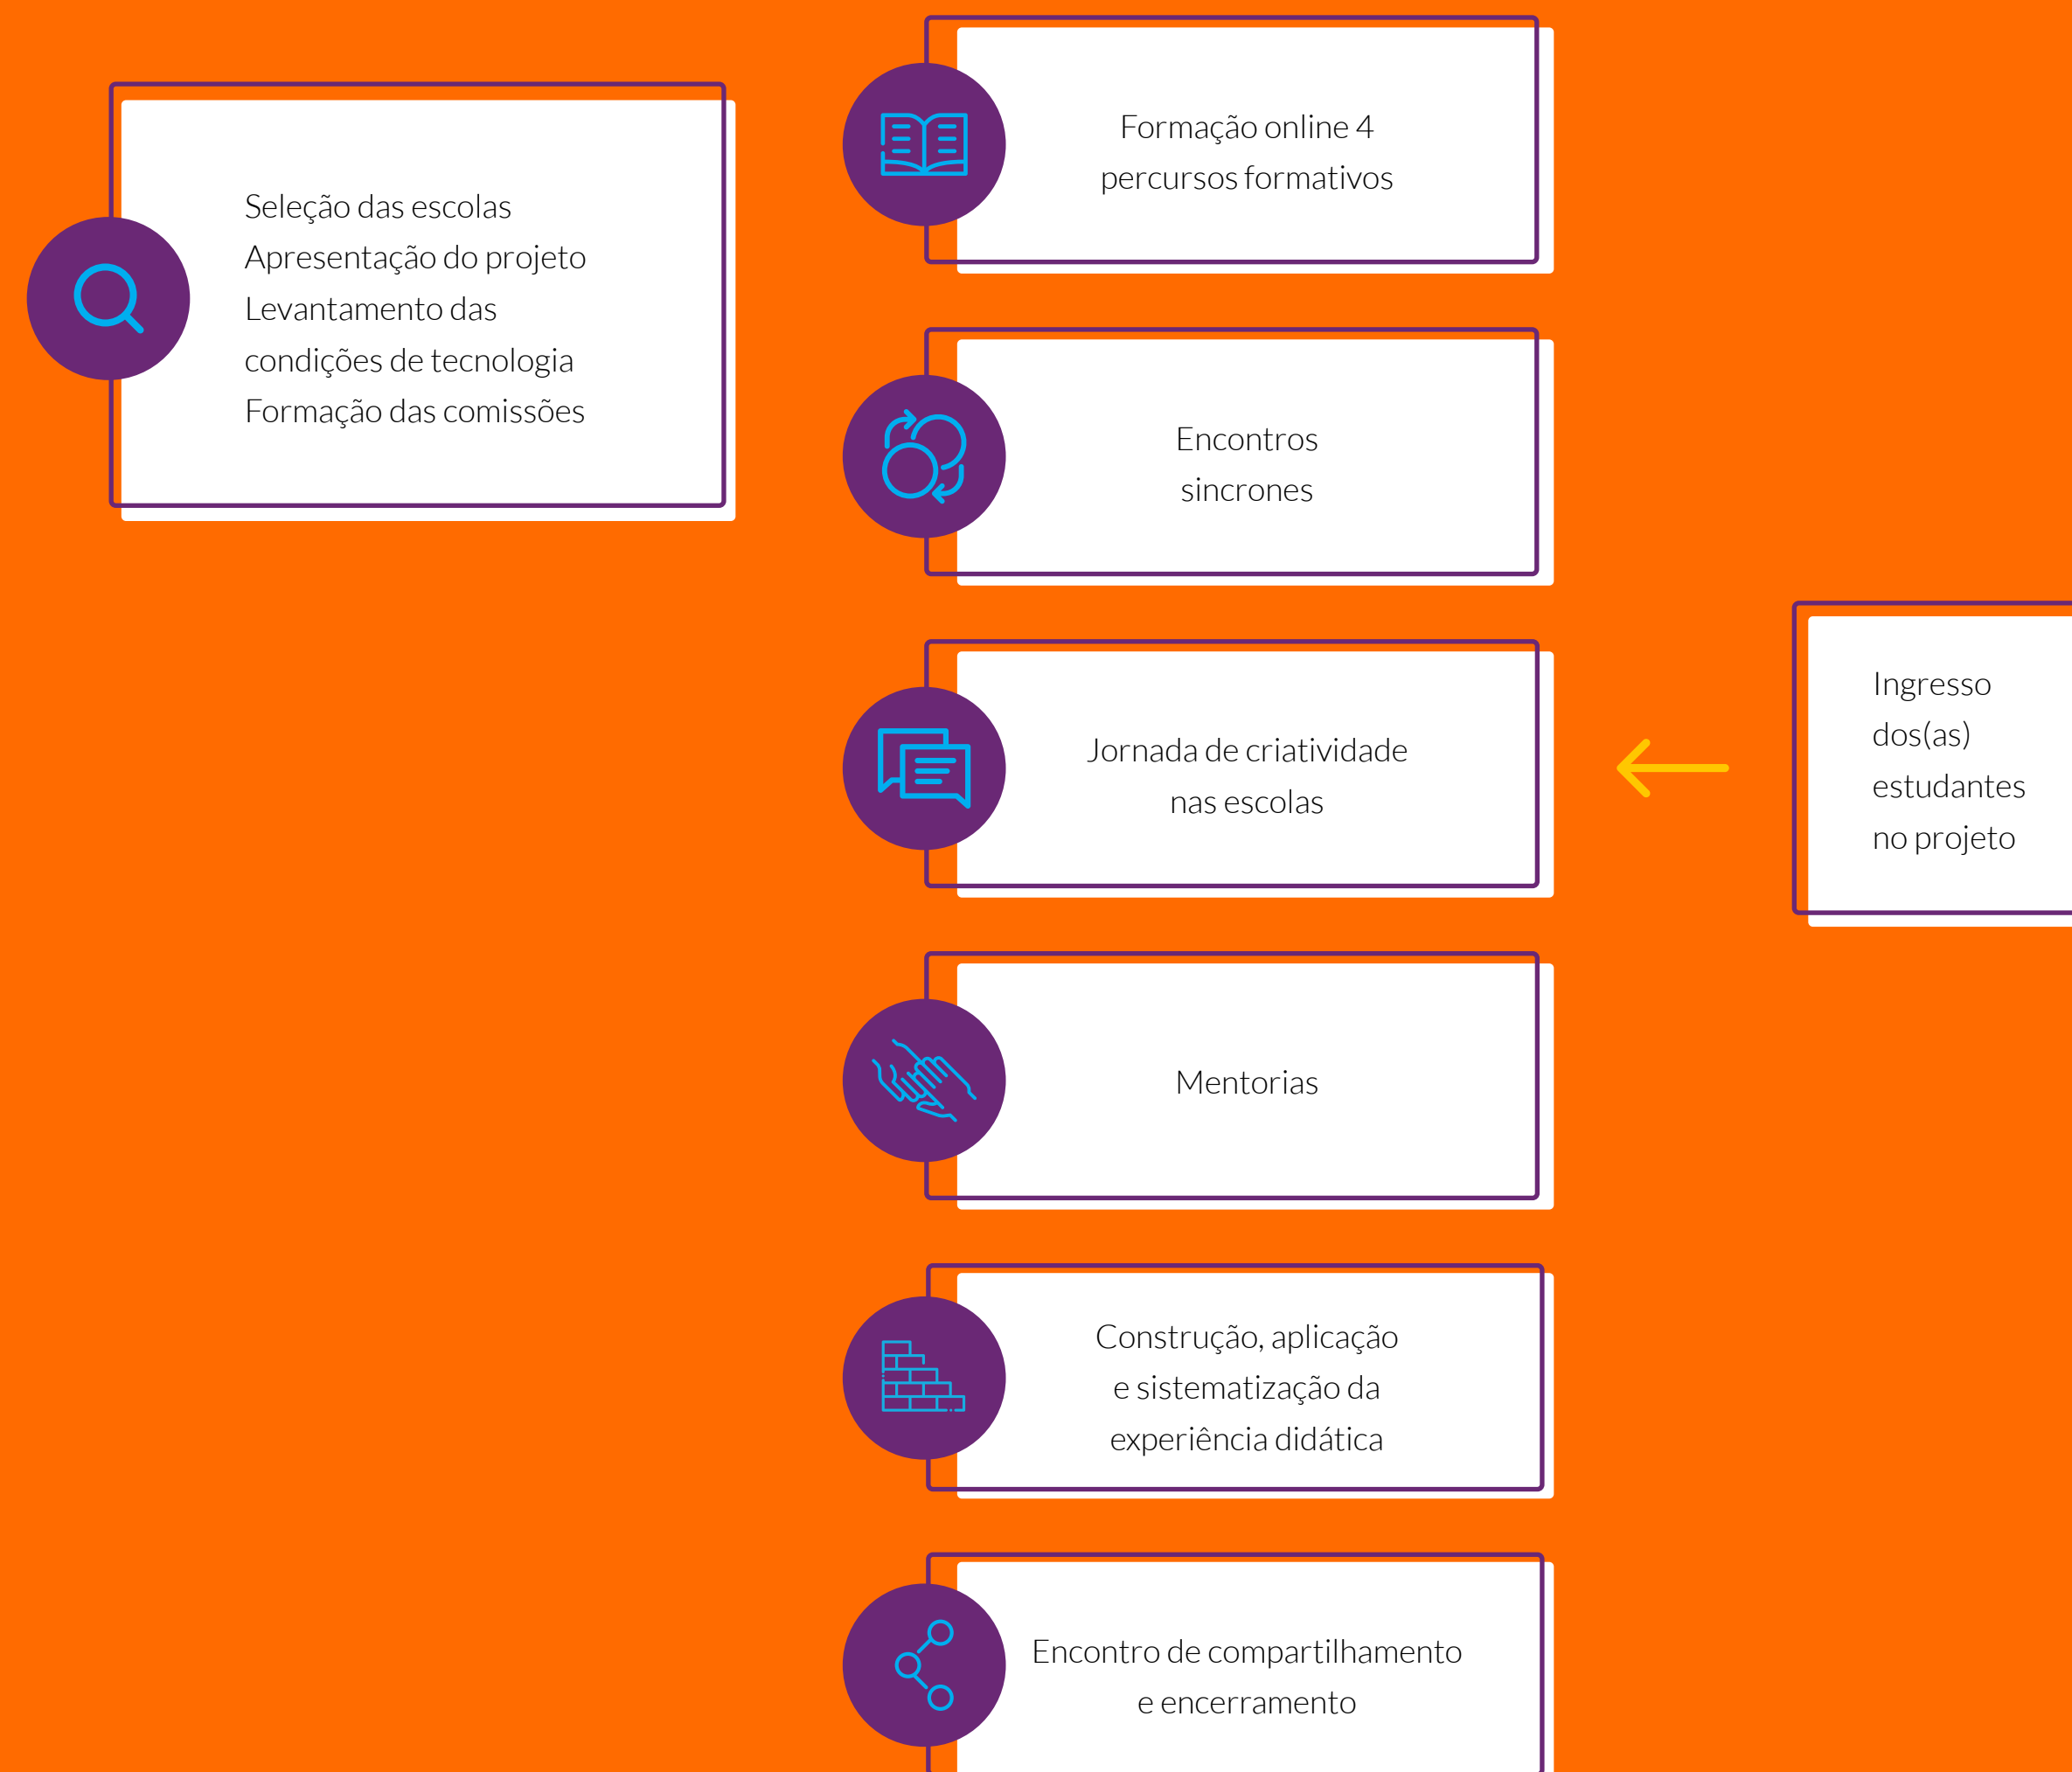 Seleção das escolas
Apresentação do projeto
Levantamento das
condições de tecnologia
Formação das comissões
Formação online 4
percursos formativos
Encontros
sincrones
Jornada de criatividade
nas escolas
Ingresso
dos(as)
estudantes
no projeto
Mentorias
Construção, aplicação
e sistematização da
experiência didática
Encontro de compartilhamento
e encerramento